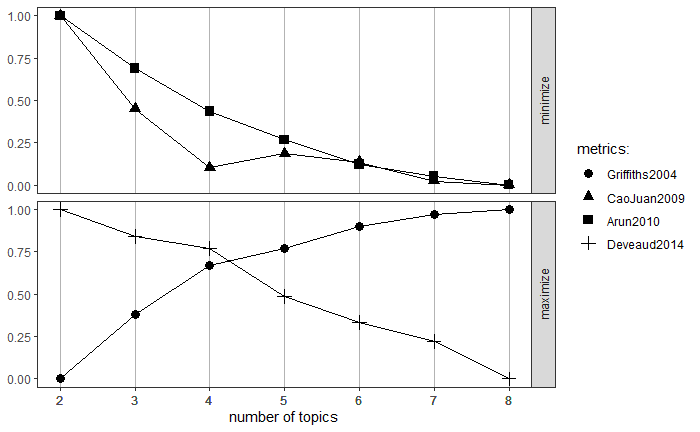 1.00
0.75
0.50
0.25
0.00
minimize
1.00
0.75
0.50
0.25
0.00
maximize
2 3 4 5 6 7 8
number of topics
metrics:
Griffiths2004
CaoJuan2009
Arun2010
Deveaud2014